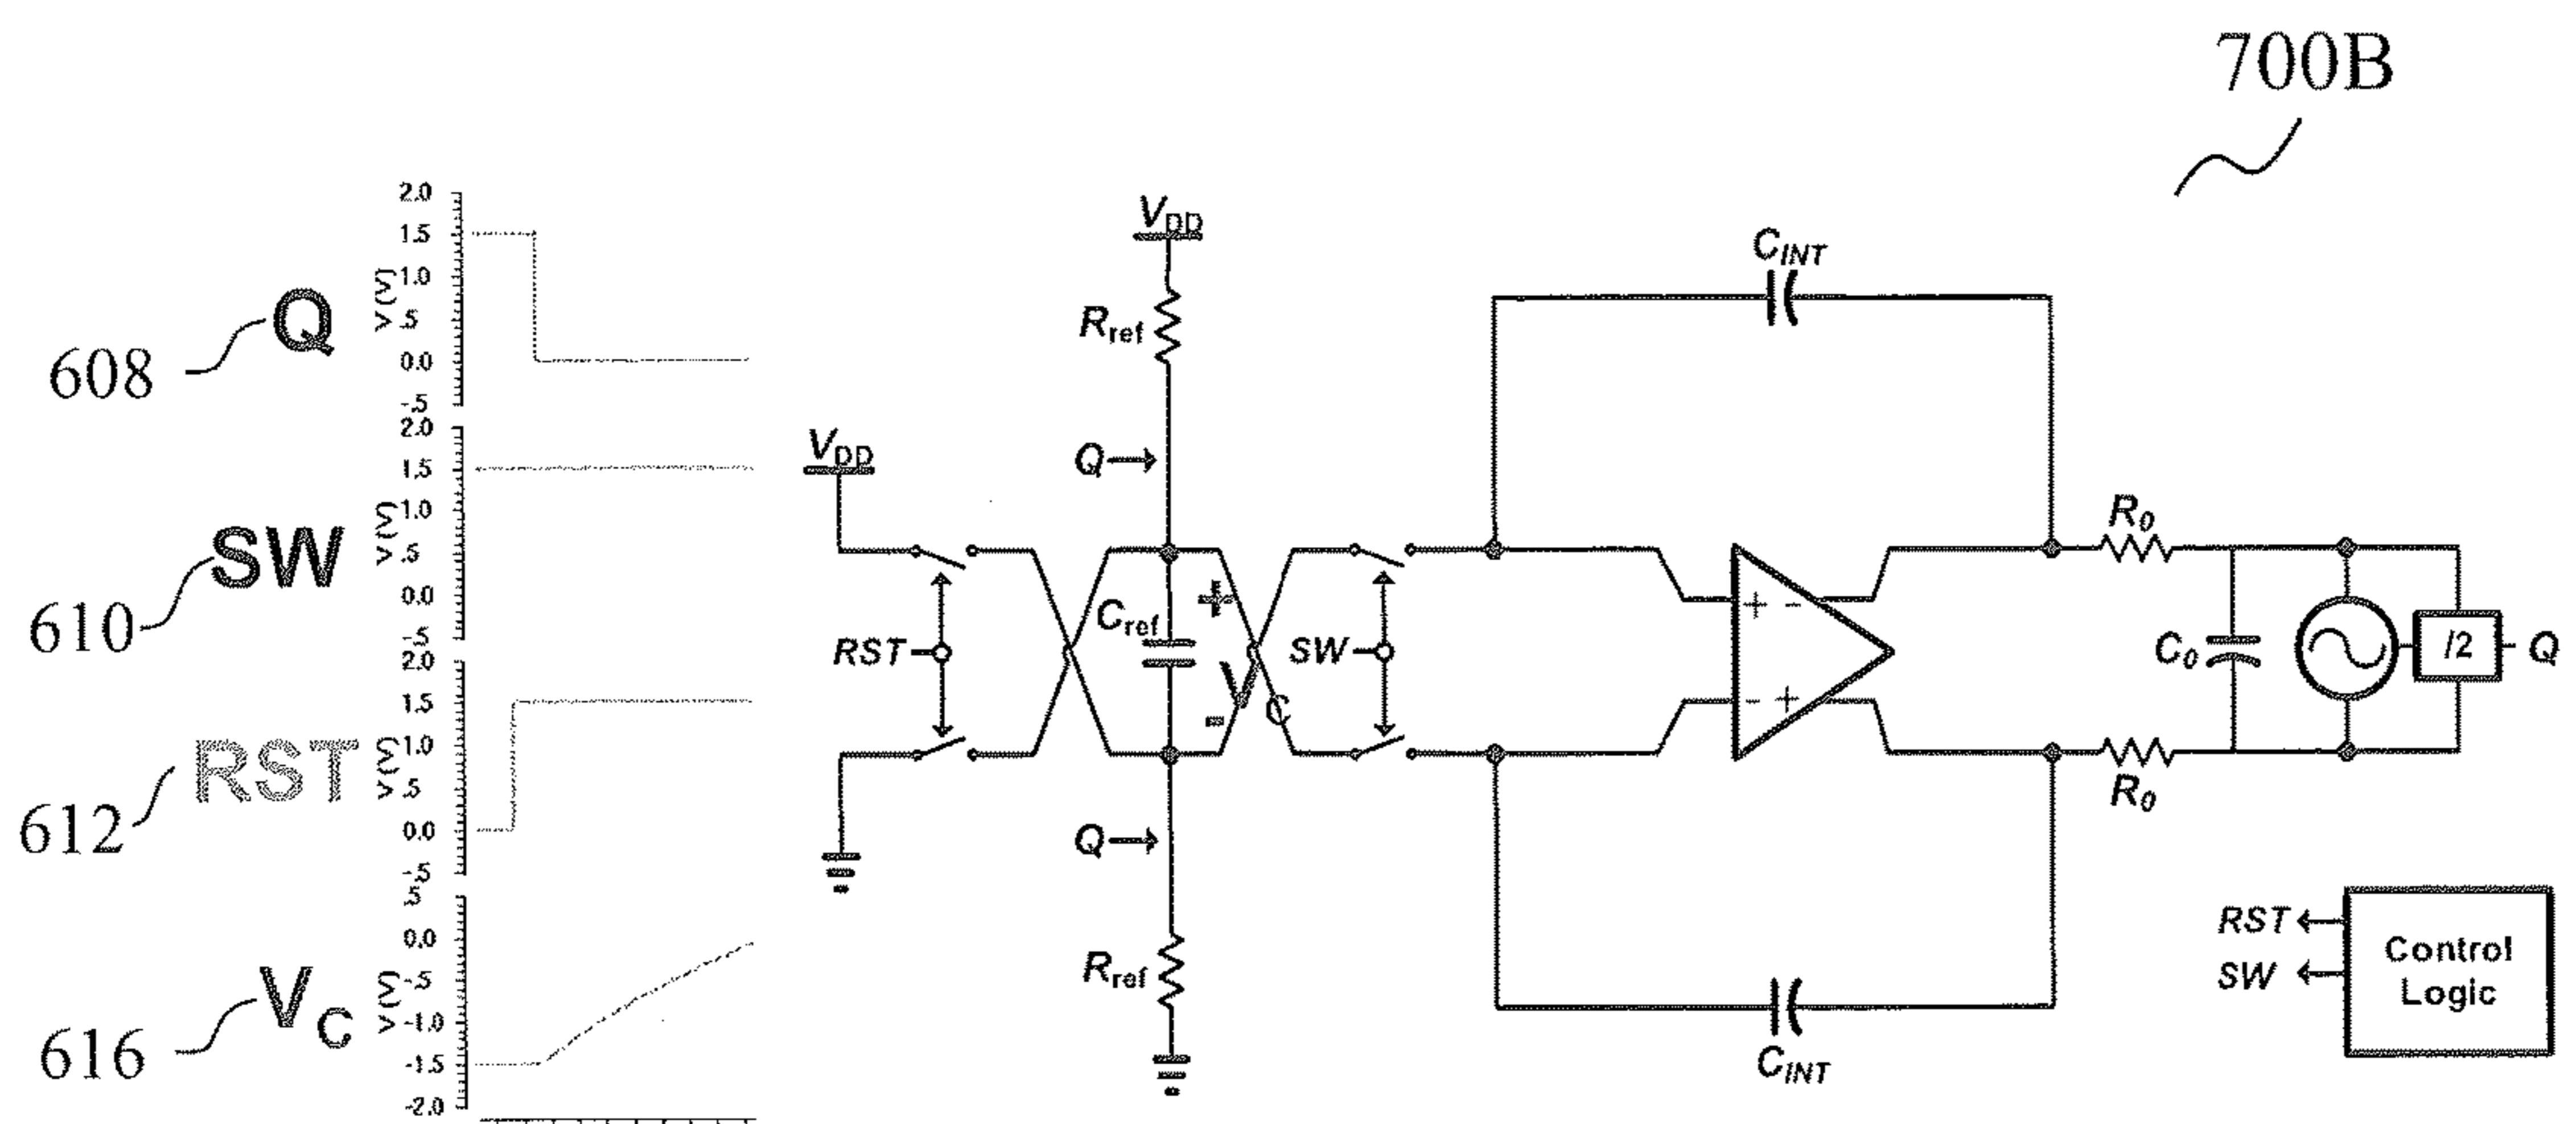 700B
2.0
1.5
1.0
.5
0.0
-.5
V (V)
Q
608
2.0
1.5
1.0
.5
0.0
-.5
V (V)
SW
610
2.0
1.5
1.0
.5
0.0
-.5
V (V)
RST
612
.5
0.0
-.5
-1.0
-1.5
-2.0
V (V)
VC
616
VDD
RST
VDD
Rref
Q
Cref
+
VC
-
Q
Rref
SW
CINT
+ -
- +
CINT
R0
C0
/2
Q
R0
RST
SW
Control
Logic